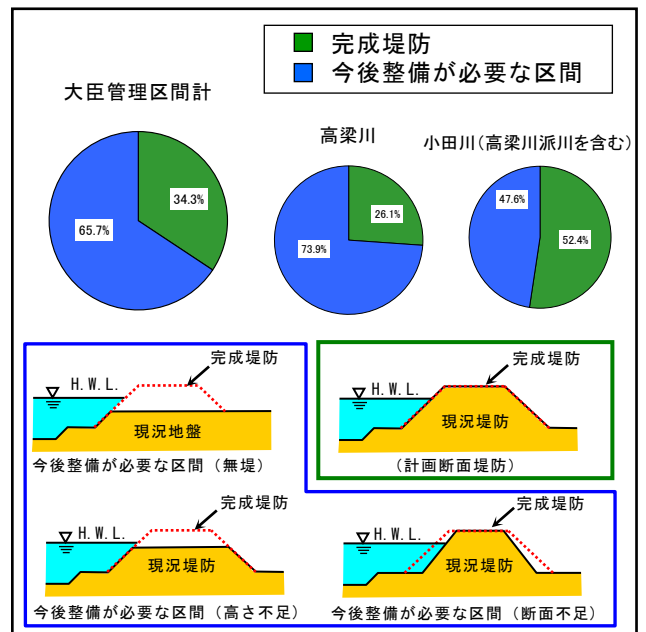 完成堤防
今後整備が必要な区間
大臣管理区間計
高梁川
小田川(高梁川派川を含む)
34.3%
65.7%
26.1%
73.9%
47.6%
52.4%
完成堤防
H.W.L.
現況地盤
今後整備が必要な区間(無堤)
完成堤防
H.W.L.
現況堤防
(計画断面堤防)
完成堤防
H.W.L.
現況堤防
今後整備が必要な区間(高さ不足)
完成堤防
H.W.L.
現況堤防
今後整備が必要な区間(断面不足)